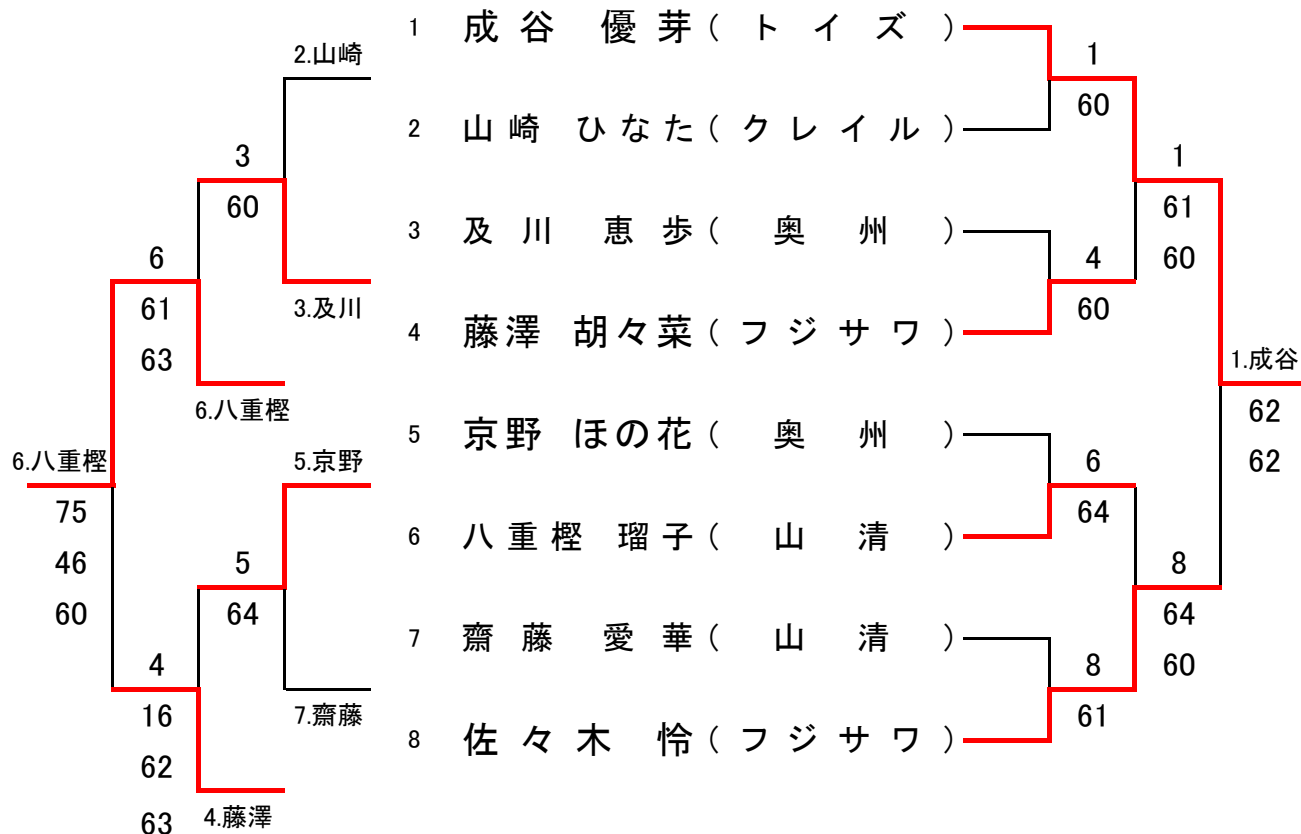 1 成谷 優芽(トイズ)
2 山崎 ひなた(クレイル)
3 及川 恵歩(奥州)
4 藤澤 胡々菜(フジサワ)
5 京野 ほの花(奥州)
6 八重樫 瑠子(山清)
7 齋藤 愛華(山清)
8 佐々木 怜(フジサワ)
1
60
4
60
6
64
8
61
1
61
60
8
64
60
1.成谷
62
62
2.山崎
3
60
3.及川
6
61
63
6.八重樫
5.京野
5
64
7.齋藤
4
16
62
63
4.藤澤
6.八重樫
75
46
60